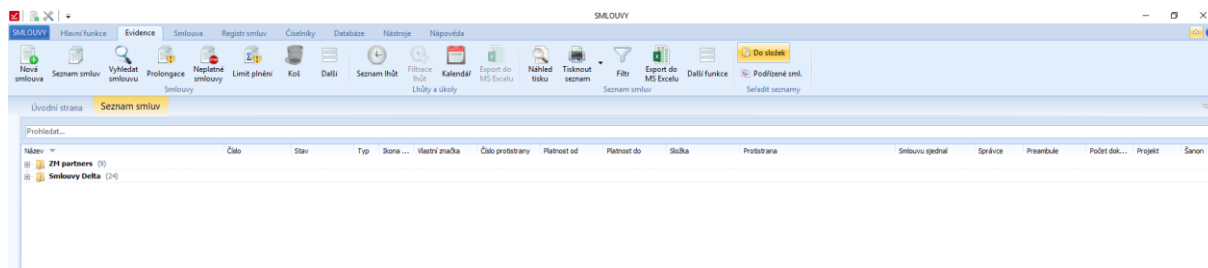 SMLOUVY
SMLOUVY Hlavní funkce Evidence Smlouva Registr smluv Číselníky Databáze Nástroje Nápověda
Nová smlouva Seznam smluv Vyhledat smlouvu Prolongace Neplatné smlouvy Limit plnění Koš Další Seznam lhůt Filtrace lhůt Kalendář Export do MS Excelu Náhled tisku Tisknout seznam Filtr Export do MS Excelu Další funkce Do složek Podřízené sml.
Smlouvy Lhůty a úkoly Seznam smluv Seřadit seznamy
Úvodní strana Seznam smluv
Prohledat...
Název Číslo Stav Typ Ikona ... Vlastní značka Číslo protistrany Platnost od Platnost do Složka Protistrana Smlouvu sjednal Správce Preambule Počet dok... Projekt Šanon
ZM partners (9)
Smlouvy Delta (24)